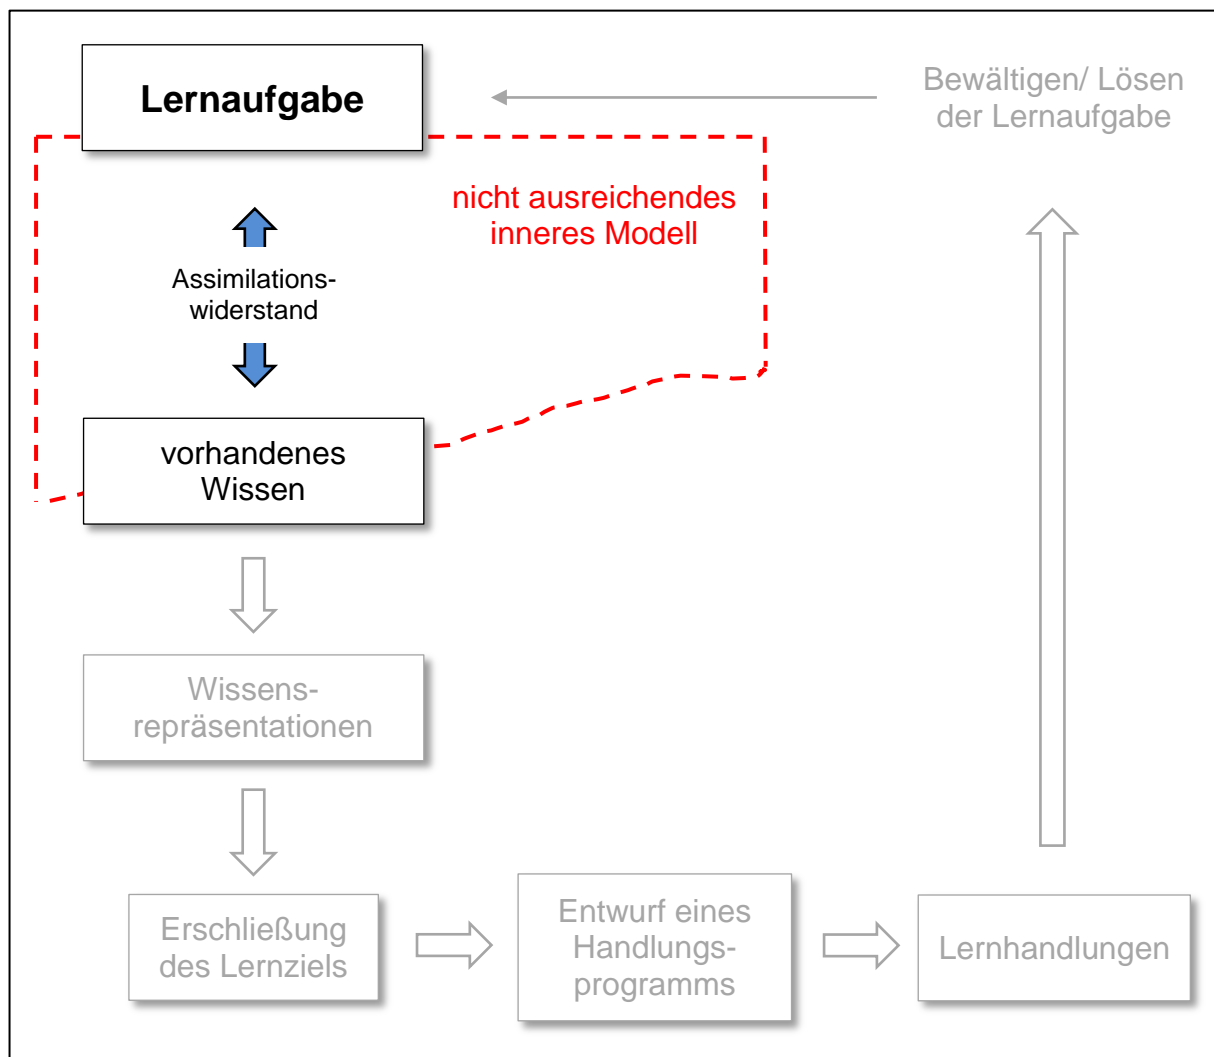 Lernaufgabe
Bewältigen/ Lösen
der Lernaufgabe
nicht ausreichendes
inneres Modell
Assimilations-
widerstand
vorhandenes
Wissen
Wissens-
repräsentationen
Erschließung
des Lernziels
Entwurf eines
Handlungs-
programms
Lernhandlungen